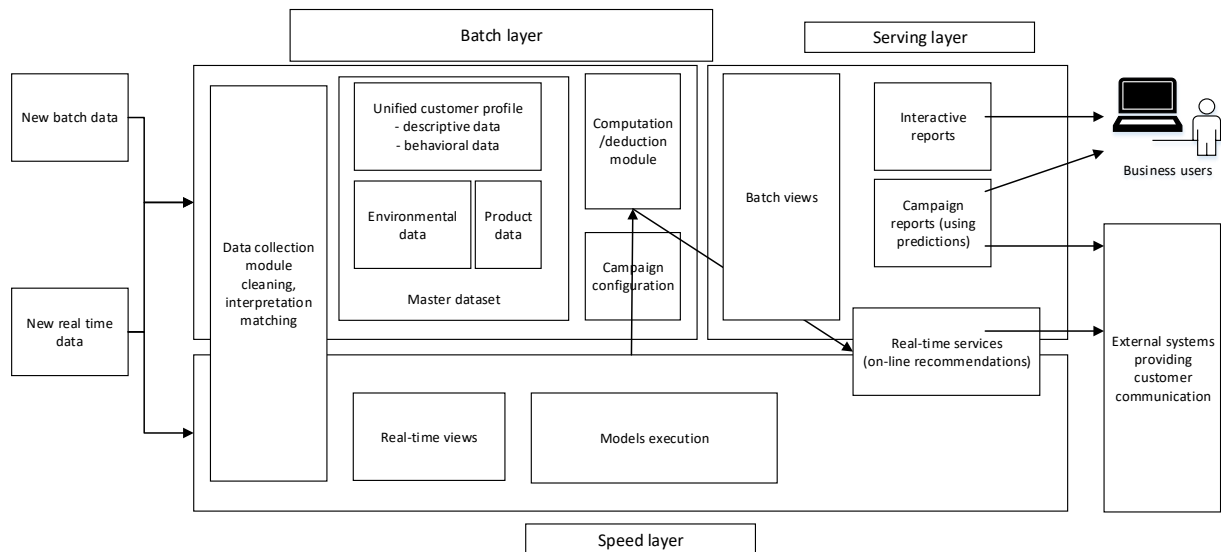 Batch layer
Serving layer
New batch data
New real time
data
Data collection
module
cleaning,
interpretation
matching
Unified customer profile
- descriptive data
- behavioral data
Environmental
data
Product
data
Master dataset
Computation
/deduction
module
Campaign
configuration
Batch views
Interactive
reports
Campaign
reports (using
predictions)
Real-time services
(on-line recommendations)
Business users
External systems
providing
customer
communication
Real-time views
Models execution
Speed layer